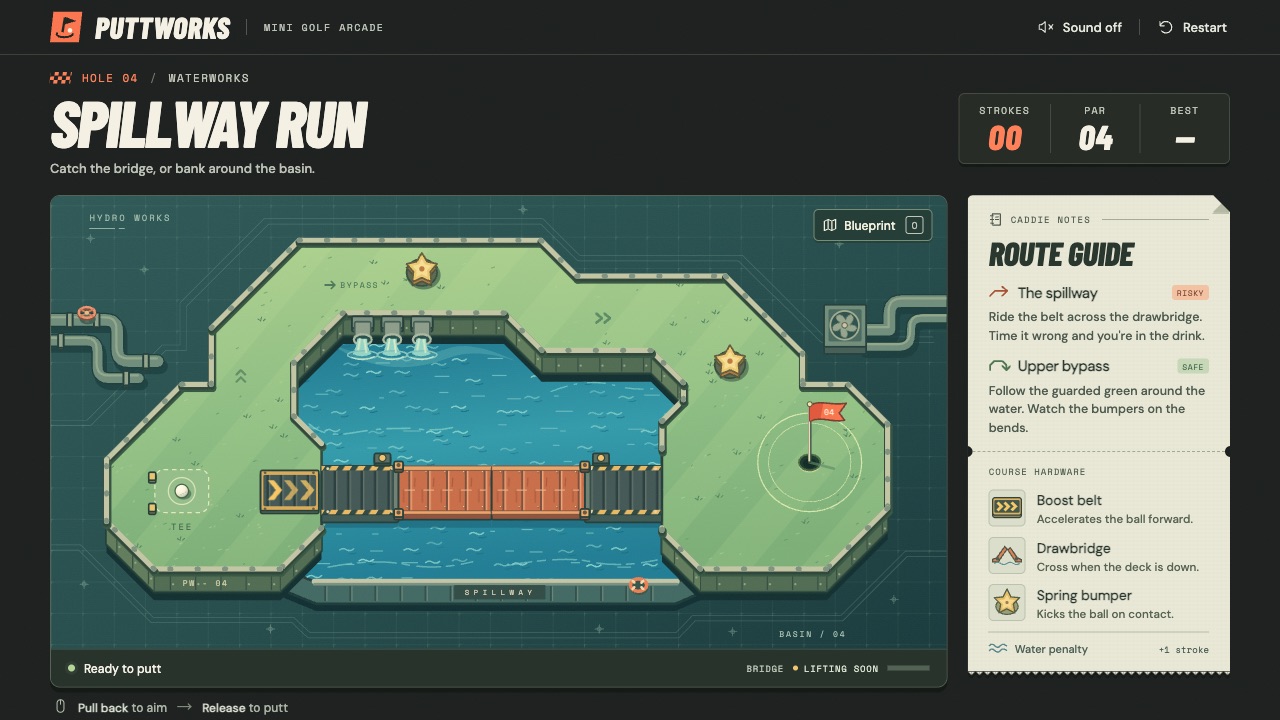 PUTTWORKS
MINI GOLF ARCADE
Sound off
Restart
HOLE 04 / WATERWORKS
SPILLWAY RUN
Catch the bridge, or bank around the basin.
STROKES
00
PAR
04
BEST
–
HYDRO WORKS
Blueprint
0
BYPASS
04
TEE
PW - 04
SPILLWAY
BASIN / 04
Ready to putt
BRIDGE
LIFTING SOON
Pull back to aim → Release to putt
CADDIE NOTES
ROUTE GUIDE
The spillway
RISKY
Ride the belt across the drawbridge.
Time it wrong and you're in the drink.
Upper bypass
SAFE
Follow the guarded green around the
water. Watch the bumpers on the
bends.
COURSE HARDWARE
Boost belt
Accelerates the ball forward.
Drawbridge
Cross when the deck is down.
Spring bumper
Kicks the ball on contact.
Water penalty
+1 stroke